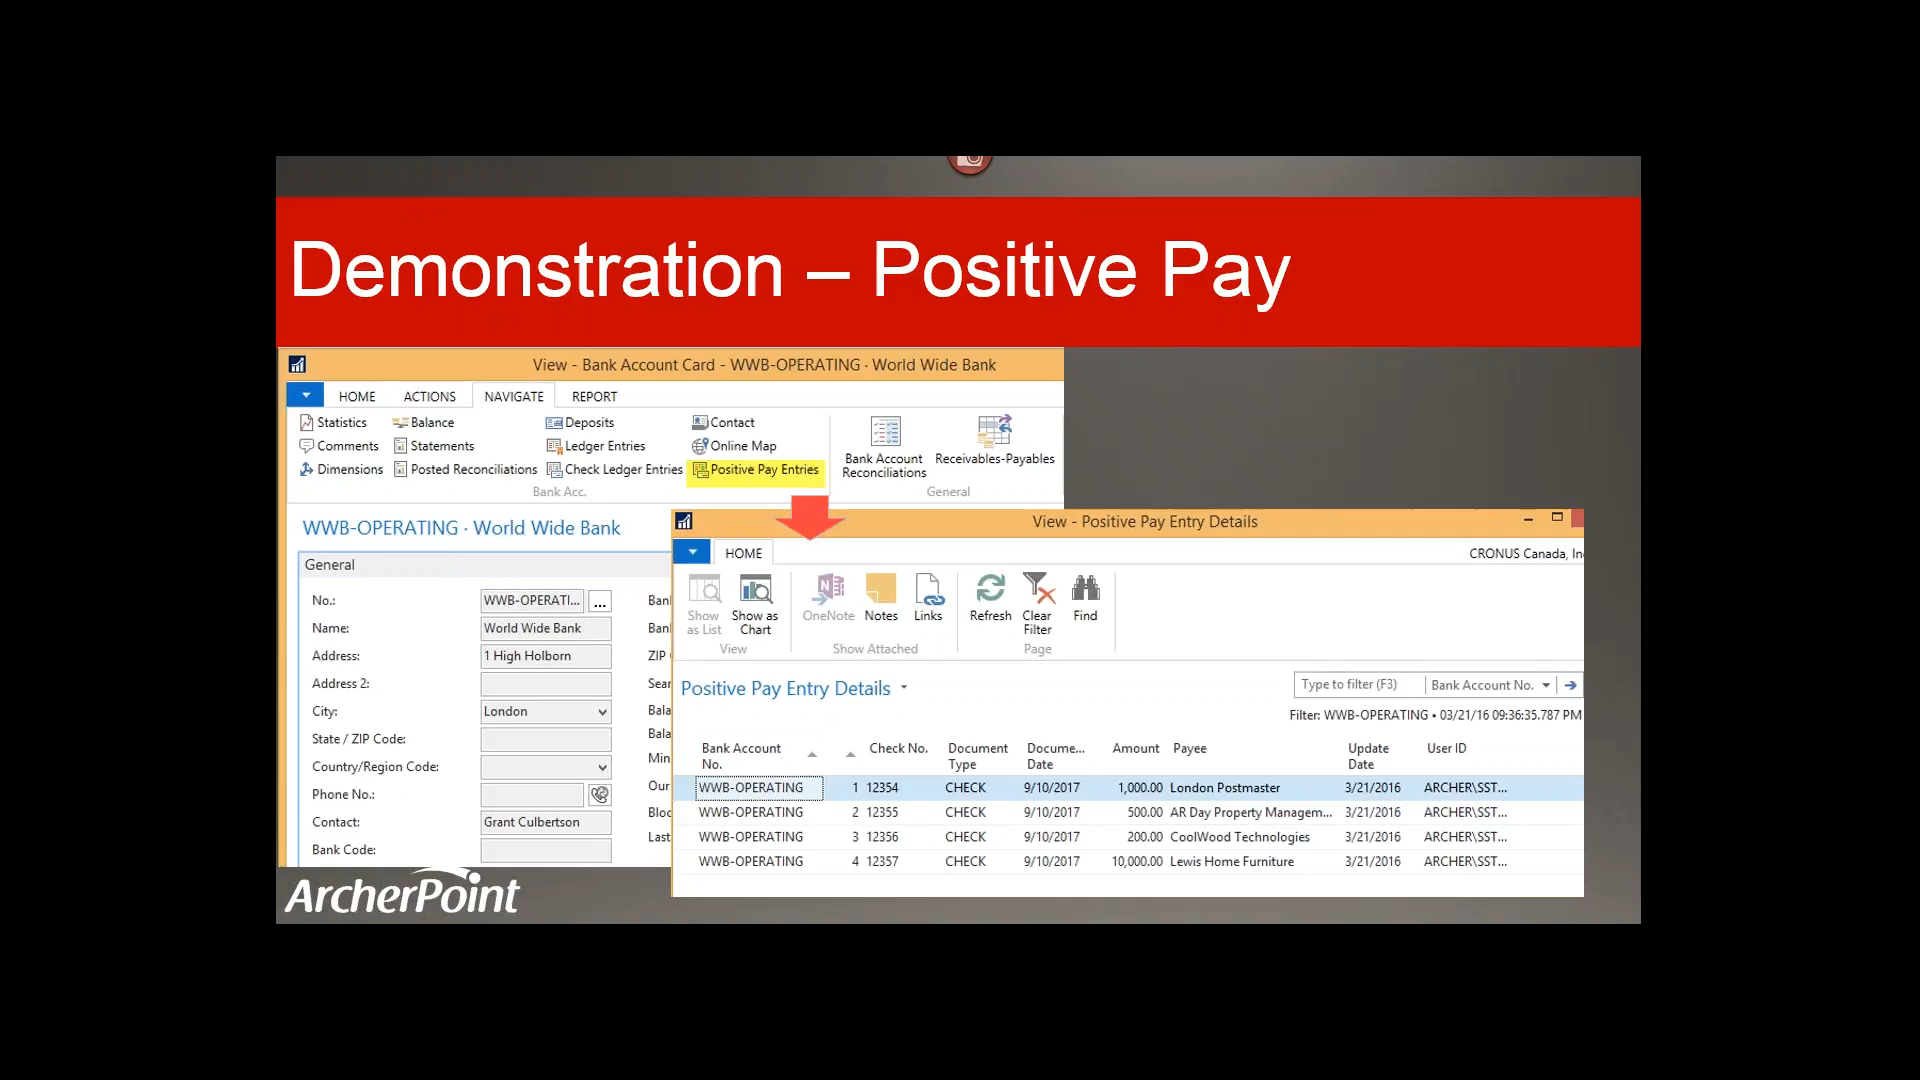 Demonstration – Positive Pay
View - Bank Account Card - WWB-OPERATING · World Wide Bank
HOME ACTIONS NAVIGATE REPORT
Statistics Balance Deposits Contact
Comments Statements Ledger Entries Online Map
Dimensions Posted Reconciliations Check Ledger Entries Positive Pay Entries
Bank Account Reconciliations Receivables-Payables
Bank Acc. General
WWB-OPERATING · World Wide Bank
General
No.: WWB-OPERATI... ...
Name: World Wide Bank
Address: 1 High Holborn
Address 2:
City: London
State / ZIP Code:
Country/Region Code:
Phone No.:
Contact: Grant Culbertson
Bank Code:
ZIP
Our
View - Positive Pay Entry Details
HOME CRONUS Canada,
Show as List Show as Chart OneNote Notes Links Refresh Clear Filter Find
View Show Attached Page
Positive Pay Entry Details
Type to filter (F3) Bank Account No.
Filter: WWB-OPERATING • 03/21/16 09:36:35.787 PM
Bank Account No. Check No. Document Type Docume... Date Amount Payee Update Date User ID
WWB-OPERATING 1 12354 CHECK 9/10/2017 1,000.00 London Postmaster 3/21/2016 ARCHER\SST...
WWB-OPERATING 2 12355 CHECK 9/10/2017 500.00 AR Day Property Managem... 3/21/2016 ARCHER\SST...
WWB-OPERATING 3 12356 CHECK 9/10/2017 200.00 CoolWood Technologies 3/21/2016 ARCHER\SST...
WWB-OPERATING 4 12357 CHECK 9/10/2017 10,000.00 Lewis Home Furniture 3/21/2016 ARCHER\SST...
ArcherPoint